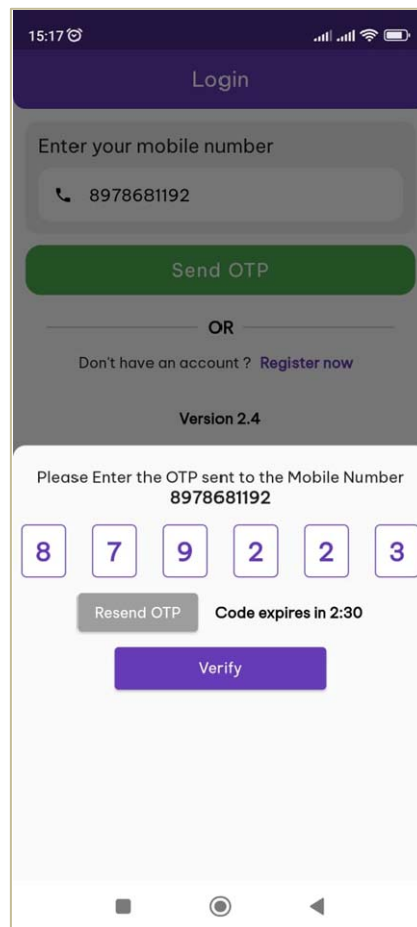 15:17
Login
Enter your mobile number
8978681192
Send OTP
OR
Don't have an account ? Register now
Version 2.4
Please Enter the OTP sent to the Mobile Number
8978681192
8 7 9 2 2 3
Resend OTP Code expires in 2:30
Verify